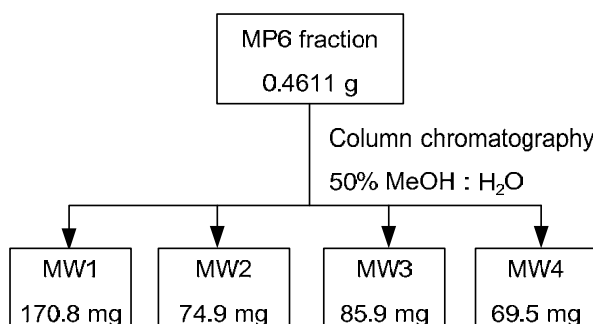 MP6 fraction
0.4611 g
Column chromatography
50% MeOH : H₂O
MW1
170.8 mg
MW2
74.9 mg
MW3
85.9 mg
MW4
69.5 mg